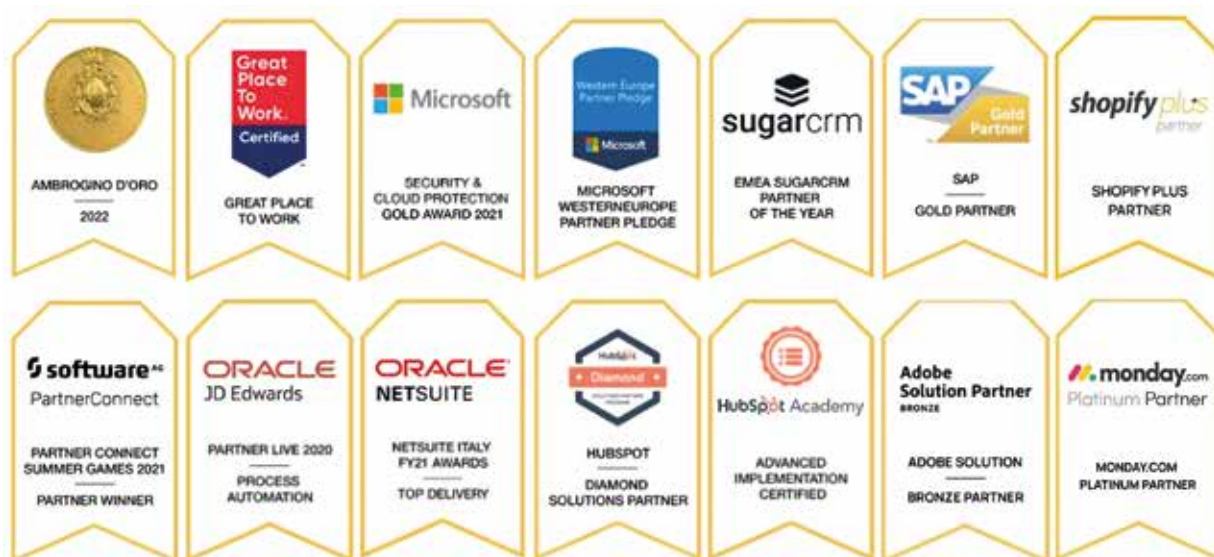 AMBROGINO D'ORO
2022
Great
Place
To
Work.
Certified
GREAT PLACE
TO WORK
Microsoft
SECURITY &
CLOUD PROTECTION
GOLD AWARD 2021
Western Europe
Partner Pledge
Microsoft
MICROSOFT
WESTERNEUROPE
PARTNER PLEDGE
sugarcrm
EMEA SUGARCRM
PARTNER
OF THE YEAR
SAP
Gold
Partner
SAP
GOLD PARTNER
shopify plus
partner
SHOPIFY PLUS
PARTNER
software AG
PartnerConnect
PARTNER CONNECT
SUMMER GAMES 2021
PARTNER WINNER
ORACLE
JD Edwards
PARTNER LIVE 2020
PROCESS
AUTOMATION
ORACLE
NETSUITE
NETSUITE ITALY
FY21 AWARDS
TOP DELIVERY
HubSpot
Diamond
SOLUTIONS PARTNER
PROGRAM
HUBSPOT
DIAMOND
SOLUTIONS PARTNER
HubSpot Academy
ADVANCED
IMPLEMENTATION
CERTIFIED
Adobe
Solution Partner
BRONZE
ADOBE SOLUTION
BRONZE PARTNER
monday.com
Platinum Partner
MONDAY.COM
PLATINUM PARTNER